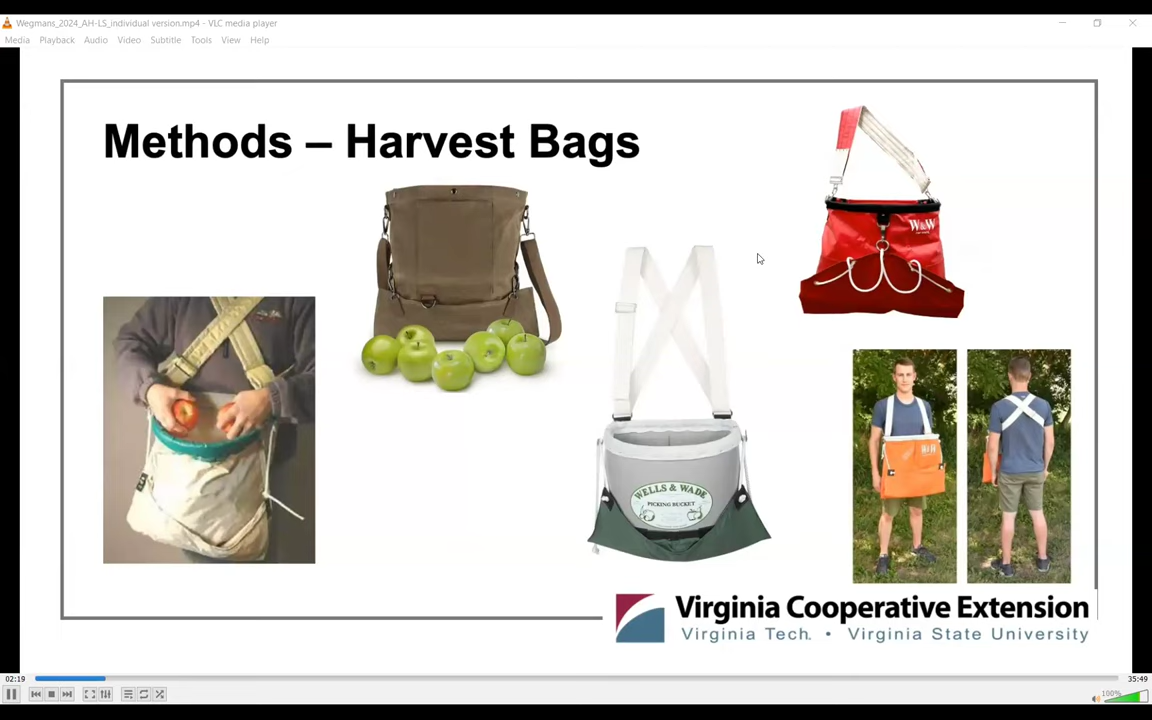 Wegmans_2024_AH-LS_individual version.mp4 - VLC media player
Media Playback Audio Video Subtitle Tools View Help
Methods – Harvest Bags
W&W
WELLS & WADE
PICKING BUCKET
W&W
Virginia Cooperative Extension
Virginia Tech. • Virginia State University
02:19
35:49
100%